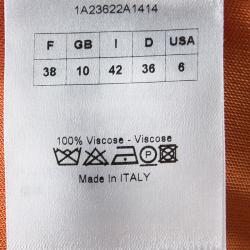 1A23622A1414
F GB I D USA
38 10 42 36 6
100% Viscose - Viscose
Made In ITALY